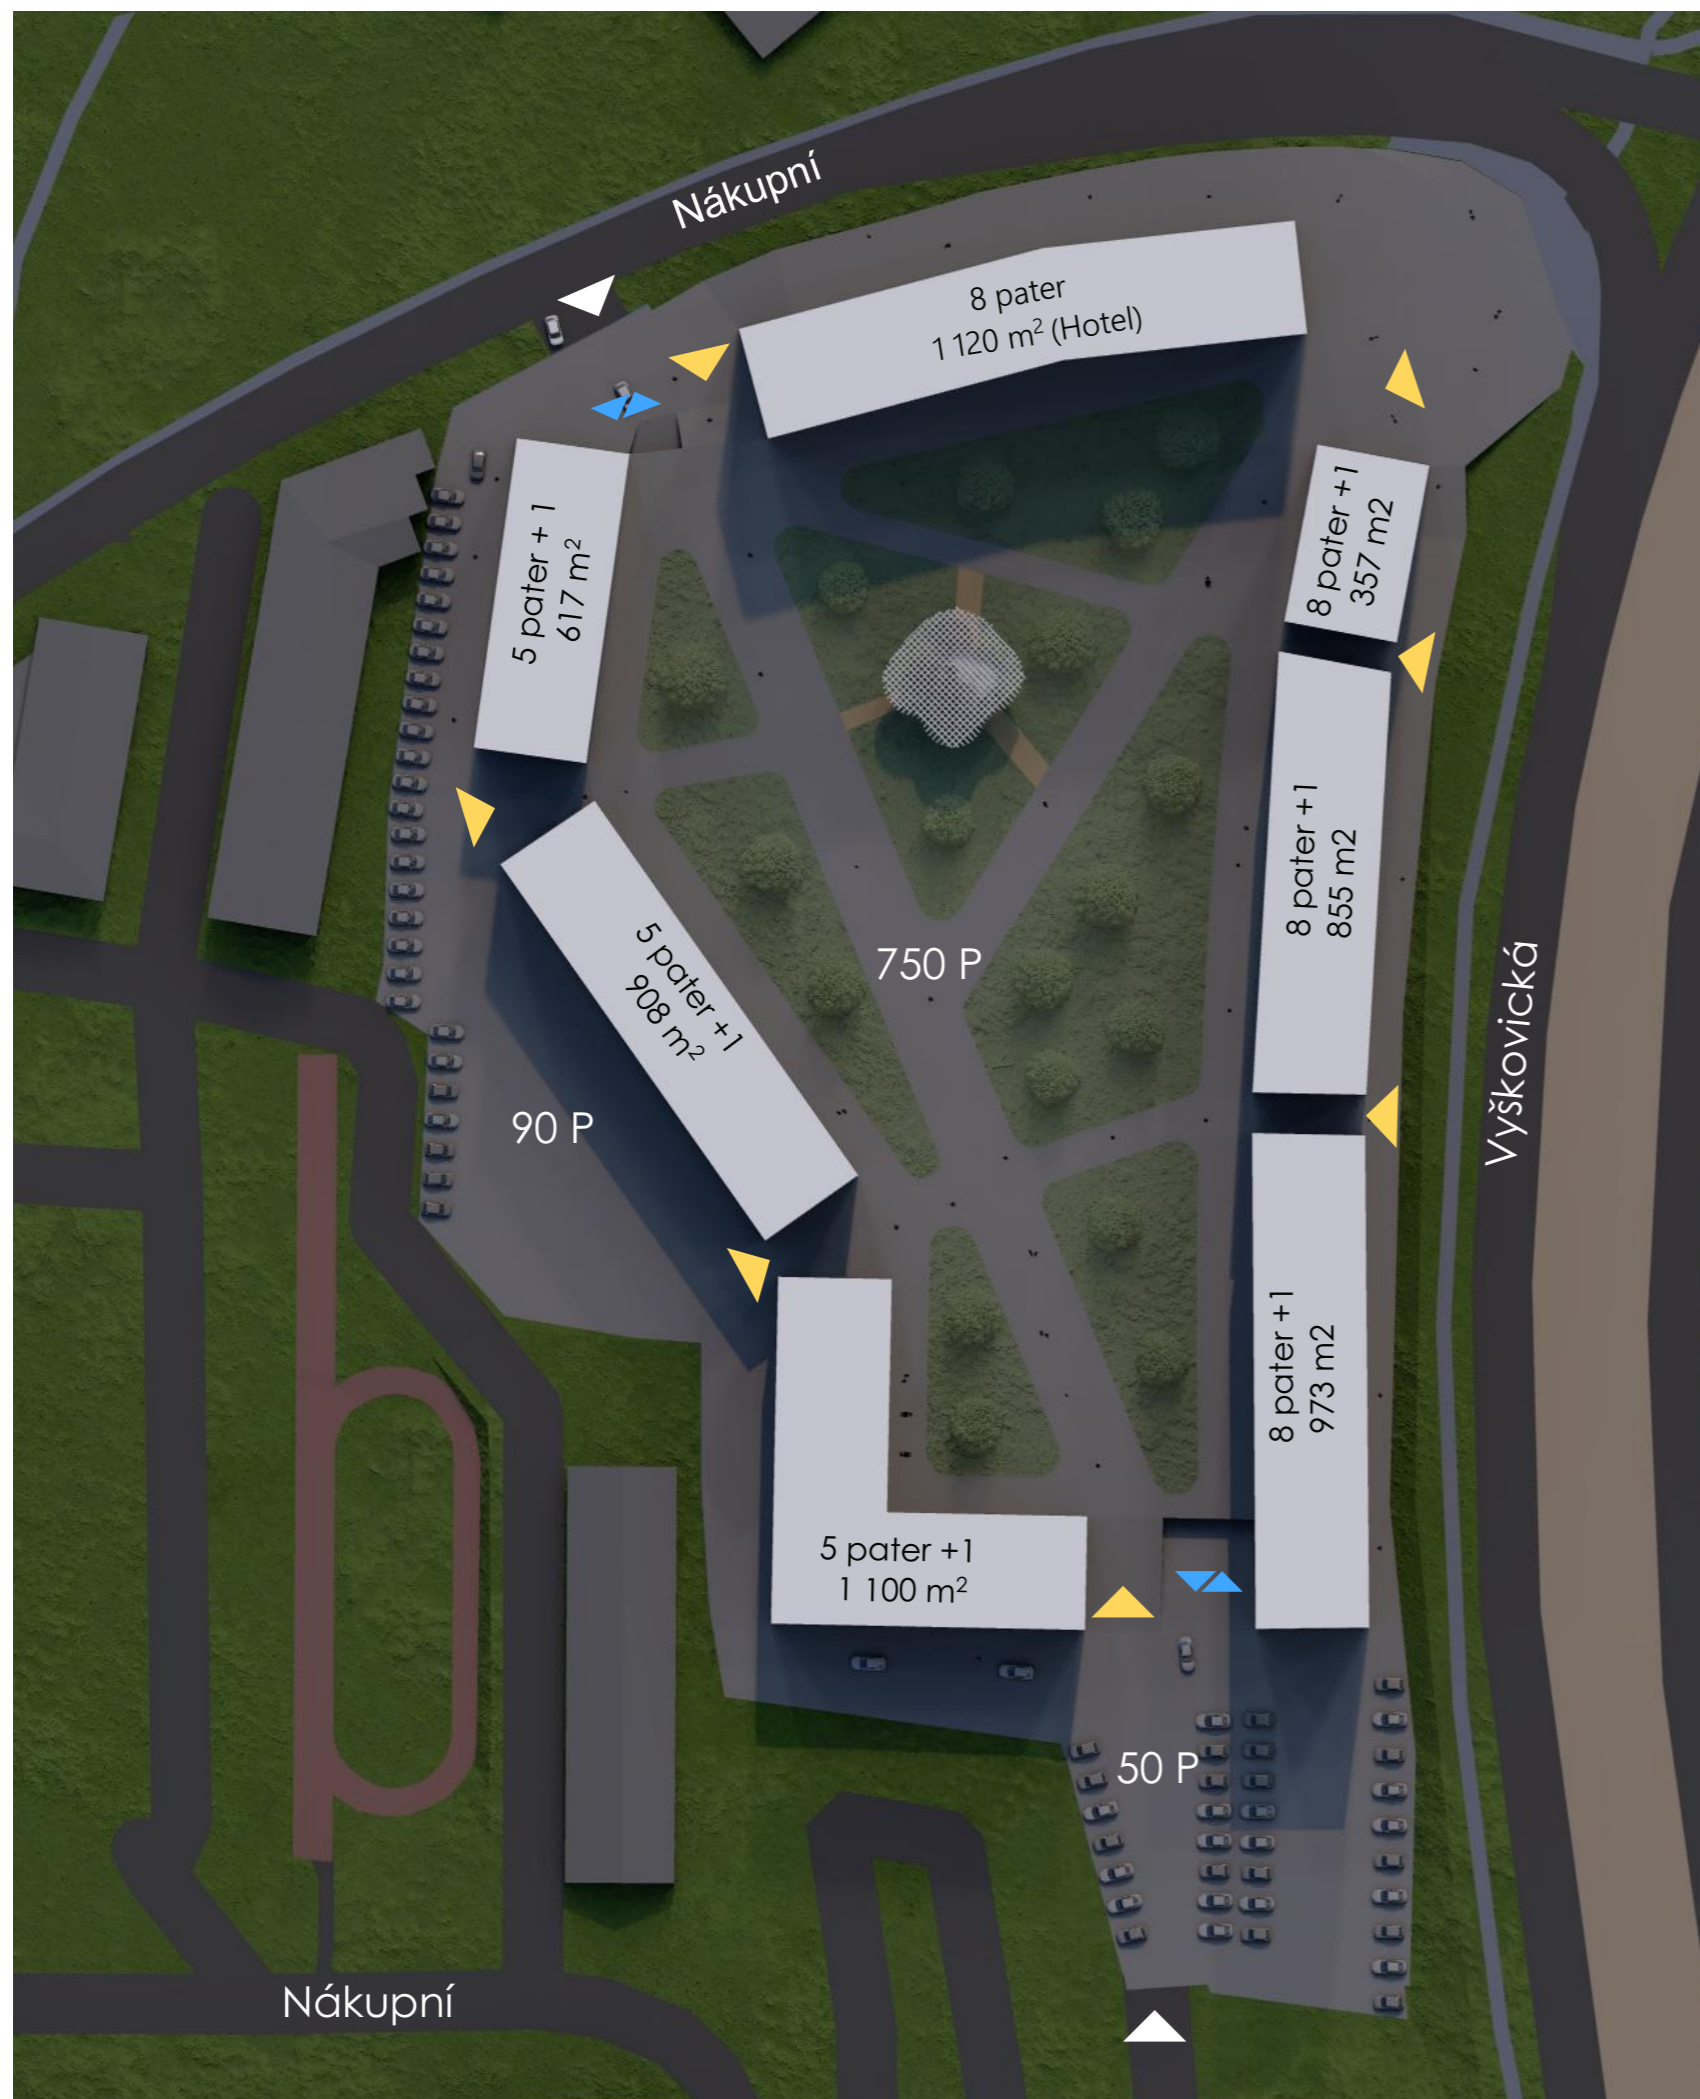 Nákupní
8 pater
1 120 m² (Hotel)
5 pater + 1
617 m²
8 pater +1
357 m2
8 pater +1
855 m2
5 pater +1
908 m²
750 P
90 P
Vyškovická
8 pater +1
973 m2
5 pater +1
1 100 m²
50 P
Nákupní